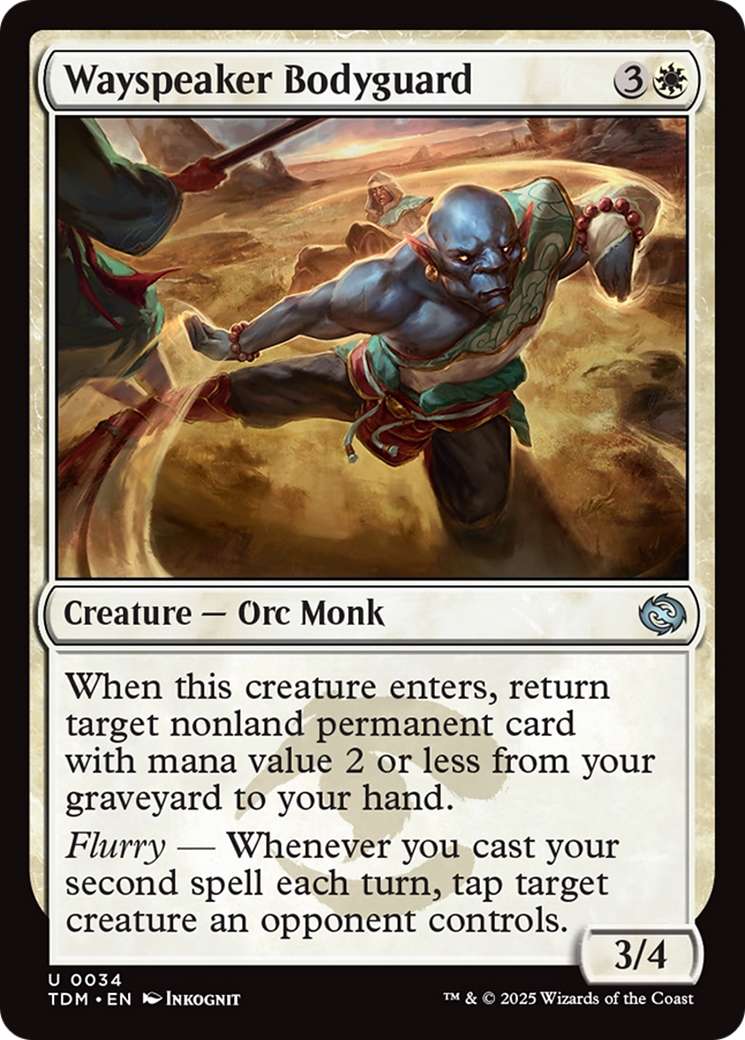 Wayspeaker Bodyguard 3
Creature — Orc Monk
When this creature enters, return
target nonland permanent card
with mana value 2 or less from your
graveyard to your hand.
Flurry — Whenever you cast your
second spell each turn, tap target
creature an opponent controls.
3/4
U 0034
TDM • EN INKOGNIT
™ & © 2025 Wizards of the Coast